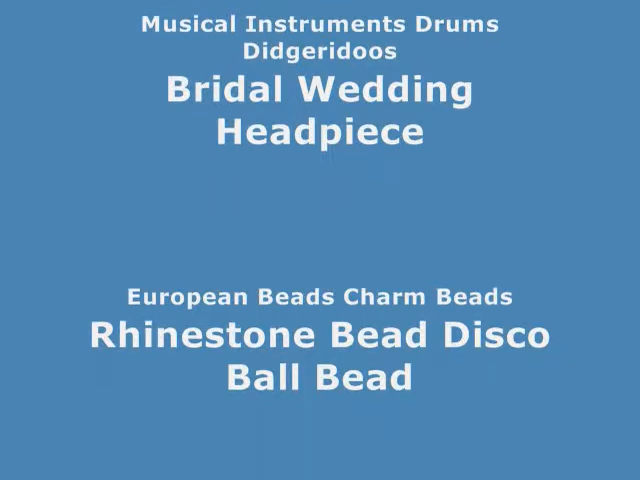 Musical Instruments Drums
Didgeridoos
Bridal Wedding
Headpiece
European Beads Charm Beads
Rhinestone Bead Disco
Ball Bead